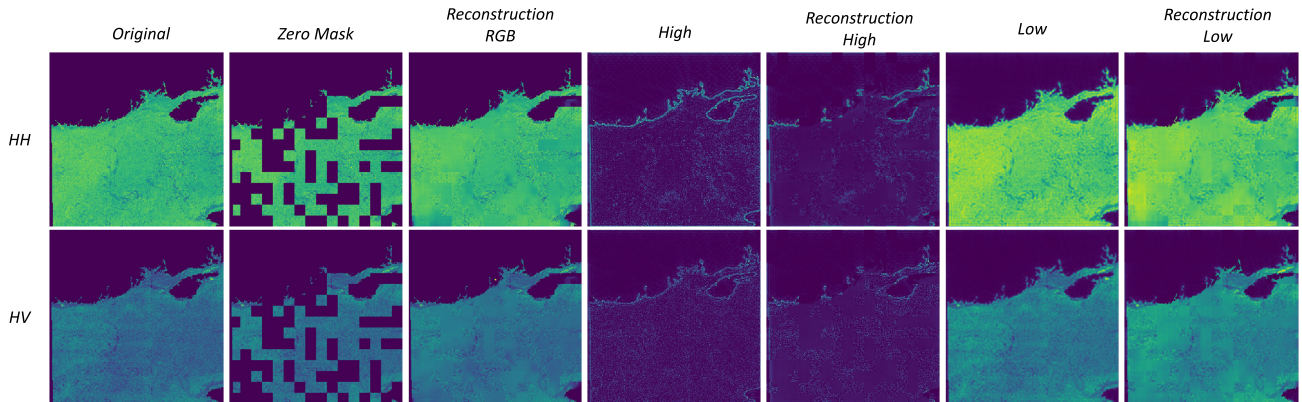 Original
Zero Mask
Reconstruction
RGB
High
Reconstruction
High
Low
Reconstruction
Low
HH
HV